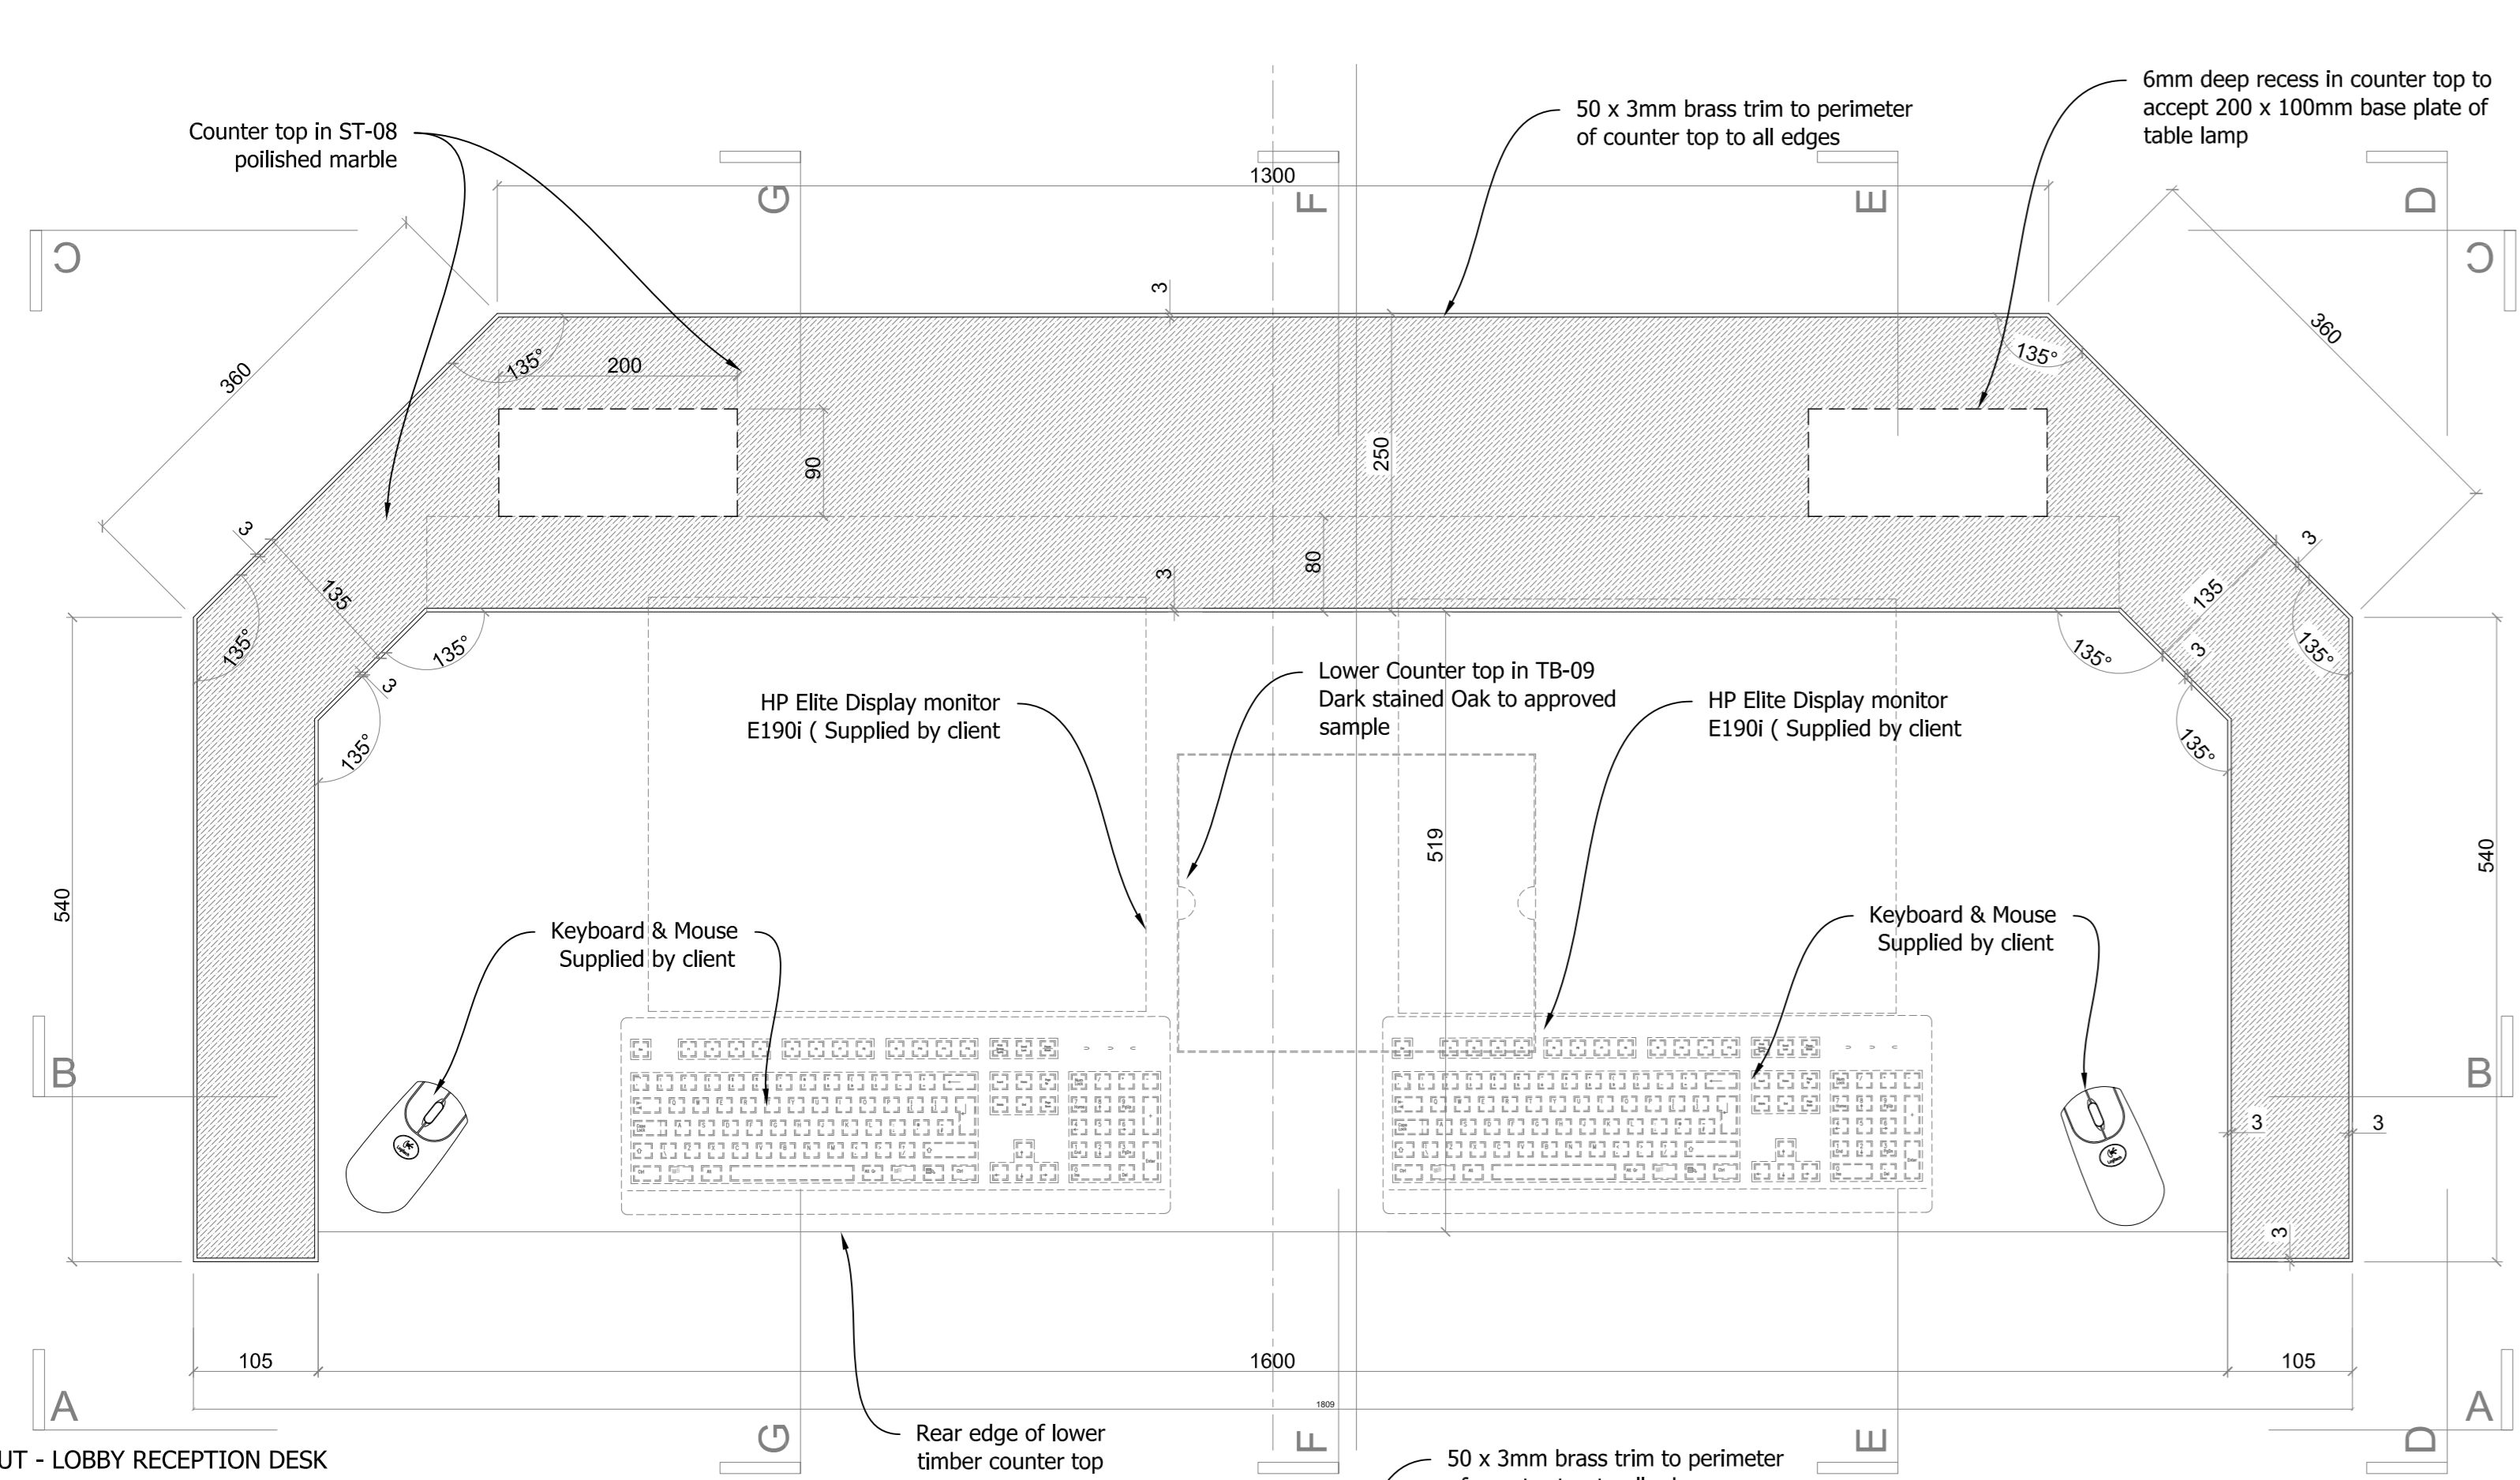 Counter top in ST-08
poilished marble
50 x 3mm brass trim to perimeter
of counter top to all edges
6mm deep recess in counter top to
accept 200 x 100mm base plate of
table lamp
G
F
E
D
1300
C
C
3
360
360
135°
200
135°
90
250
3
3
135
80
3
135
135°
135°
3
135°
3
135°
135°
135°
HP Elite Display monitor
E190i ( Supplied by client
Lower Counter top in TB-09
Dark stained Oak to approved
sample
HP Elite Display monitor
E190i ( Supplied by client
519
540
540
Keyboard & Mouse
Supplied by client
Keyboard & Mouse
Supplied by client
B
B
3
3
3
105
1600
105
1809
A
A
G
F
E
D
Rear edge of lower
timber counter top
UT - LOBBY RECEPTION DESK
50 x 3mm brass trim to perimeter